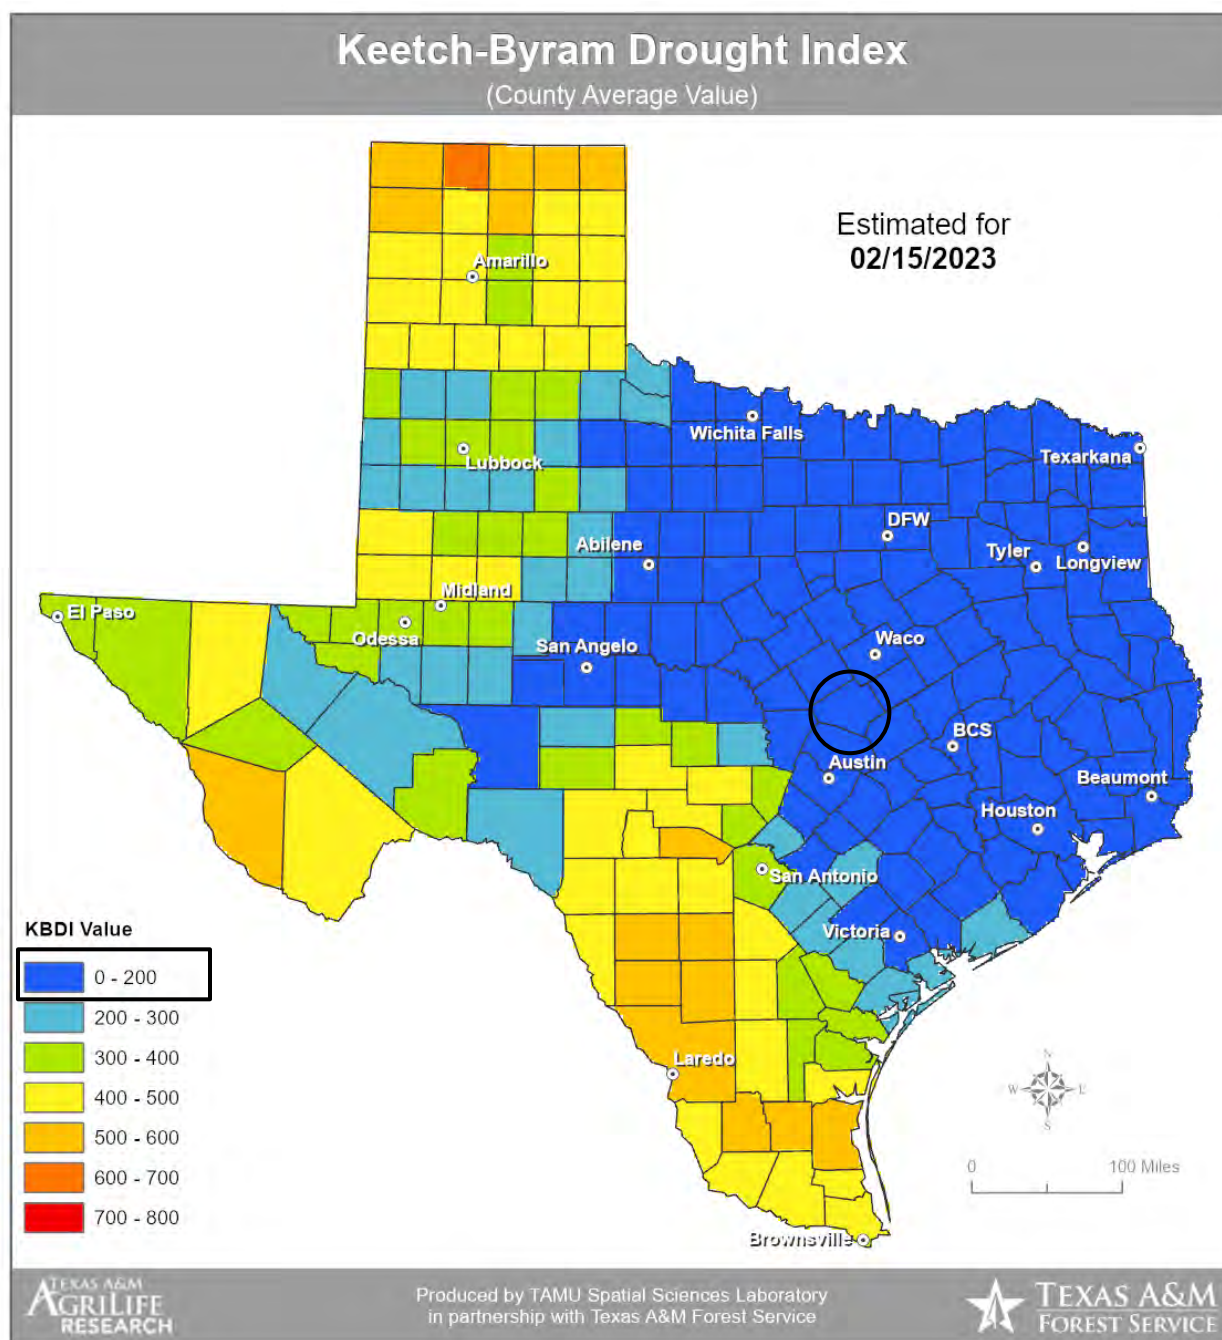 Keetch-Byram Drought Index
(County Average Value)
Estimated for
02/15/2023
Amarillo
Wichita Falls
Texarkana
Lubbock
DFW
Abilene
Tyler
Longview
Midland
El Paso
Odessa
San Angelo
Waco
BCS
Austin
Beaumont
Houston
San Antonio
Victoria
KBDI Value
0 - 200
200 - 300
300 - 400
400 - 500
500 - 600
600 - 700
700 - 800
Laredo
N
W
E
S
0 100 Miles
Brownsville
TEXAS A&M
AGRILIFE
RESEARCH
Produced by TAMU Spatial Sciences Laboratory
in partnership with Texas A&M Forest Service
TEXAS A&M
FOREST SERVICE